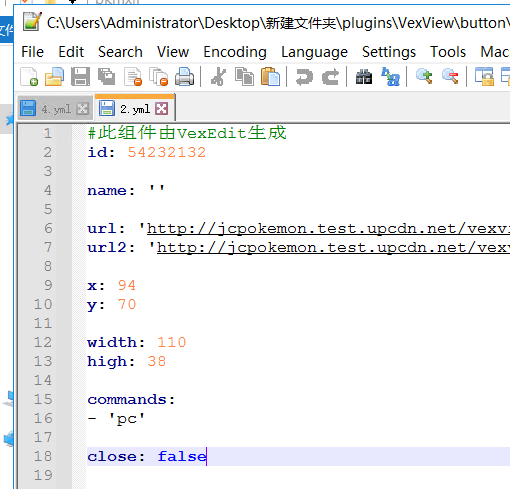 C:\Users\Administrator\Desktop\新建文件夹\plugins\VexView\button\
File Edit Search View Encoding Language Settings Tools
4.yml 2.yml
1 #此组件由VexEdit生成
2 id: 54232132
3
4 name: ''
5
6 url: 'http://jcpokemon.test.upcdn.net/vexv
7 url2: 'http://jcpokemon.test.upcdn.net/vexv
8
9 x: 94
10 y: 70
11
12 width: 110
13 high: 38
14
15 commands:
16 - 'pc'
17
18 close: false
19